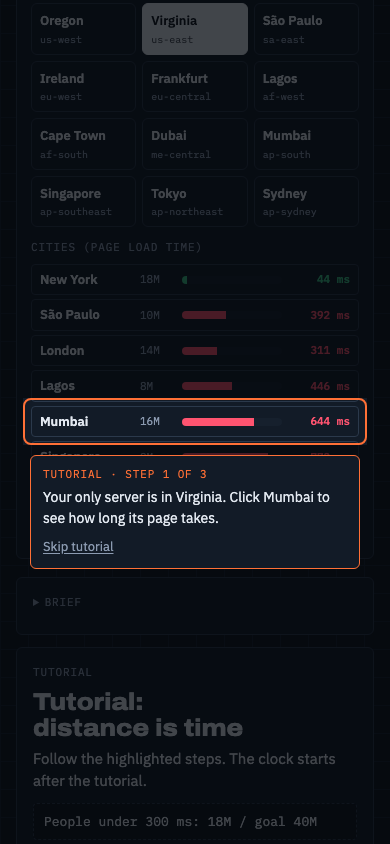 Oregon Virginia São Paulo
us-west us-east sa-east
Ireland Frankfurt Lagos
eu-west eu-central af-west
Cape Town Dubai Mumbai
af-south me-central ap-south
Singapore Tokyo Sydney
ap-southeast ap-northeast ap-sydney
CITIES (PAGE LOAD TIME)
New York 18M 44 ms
São Paulo 10M 392 ms
London 14M 311 ms
Lagos 8M 446 ms
Mumbai 16M 644 ms
TUTORIAL · STEP 1 OF 3
Your only server is in Virginia. Click Mumbai to
see how long its page takes.
Skip tutorial
▶ BRIEF
TUTORIAL
Tutorial:
distance is time
Follow the highlighted steps. The clock starts
after the tutorial.
People under 300 ms: 18M / goal 40M